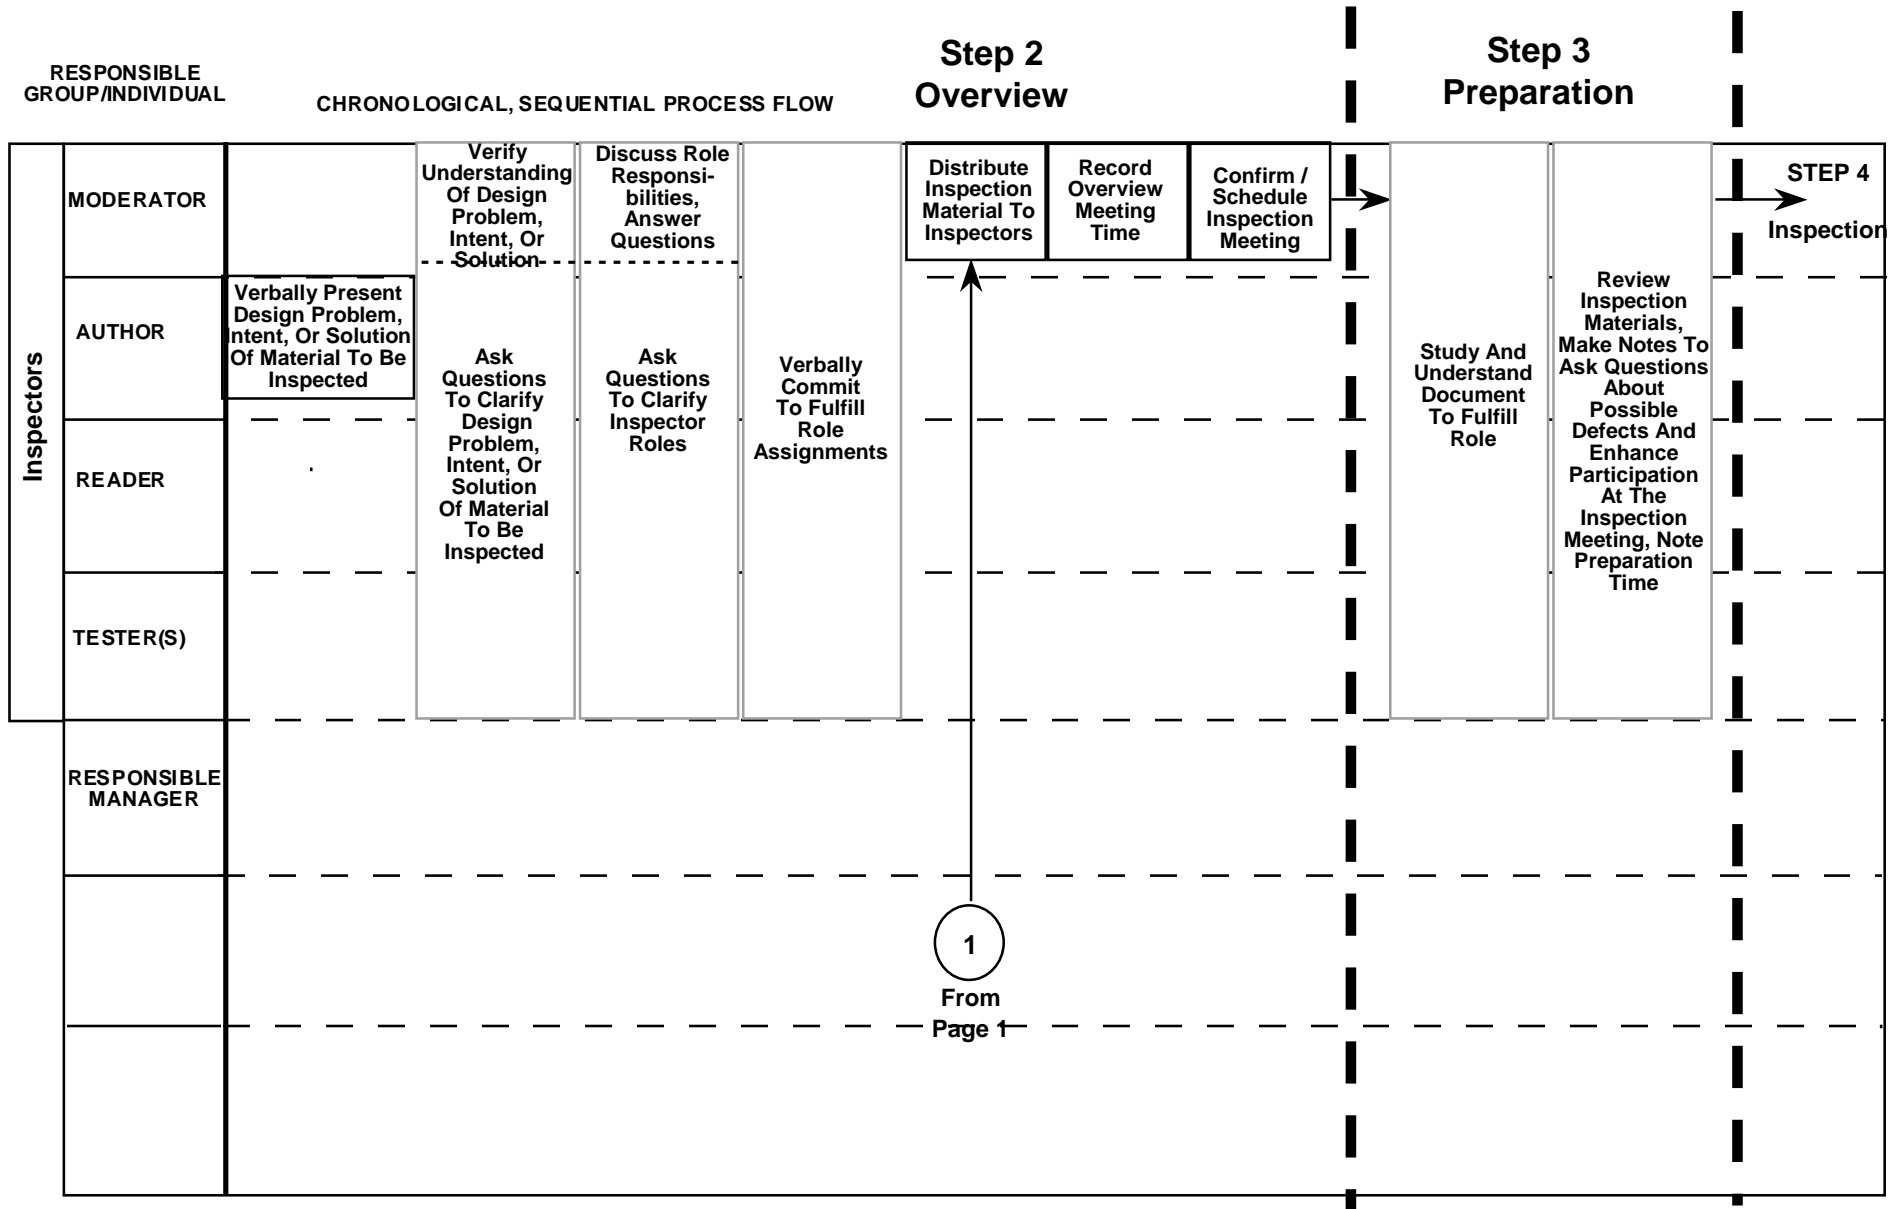 Step 2
Overview
Step 3
Preparation
RESPONSIBLE
GROUP/INDIVIDUAL
CHRONOLOGICAL, SEQUENTIAL PROCESS FLOW
Inspectors
MODERATOR
Verify
Understanding
Of Design
Problem,
Intent, Or
Solution
Discuss Role
Responsi-
bilities,
Answer
Questions
Distribute
Inspection
Material To
Inspectors
Record
Overview
Meeting
Time
Confirm /
Schedule
Inspection
Meeting
STEP 4
Inspection
AUTHOR
Verbally Present
Design Problem,
Intent, Or Solution
Of Material To Be
Inspected
Ask
Questions
To Clarify
Design
Problem,
Intent, Or
Solution
Of Material
To Be
Inspected
Ask
Questions
To Clarify
Inspector
Roles
Verbally
Commit
To Fulfill
Role
Assignments
Study And
Understand
Document
To Fulfill
Role
Review
Inspection
Materials,
Make Notes To
Ask Questions
About
Possible
Defects And
Enhance
Participation
At The
Inspection
Meeting, Note
Preparation
Time
READER
.
TESTER(S)
RESPONSIBLE
MANAGER
1
From
Page 1